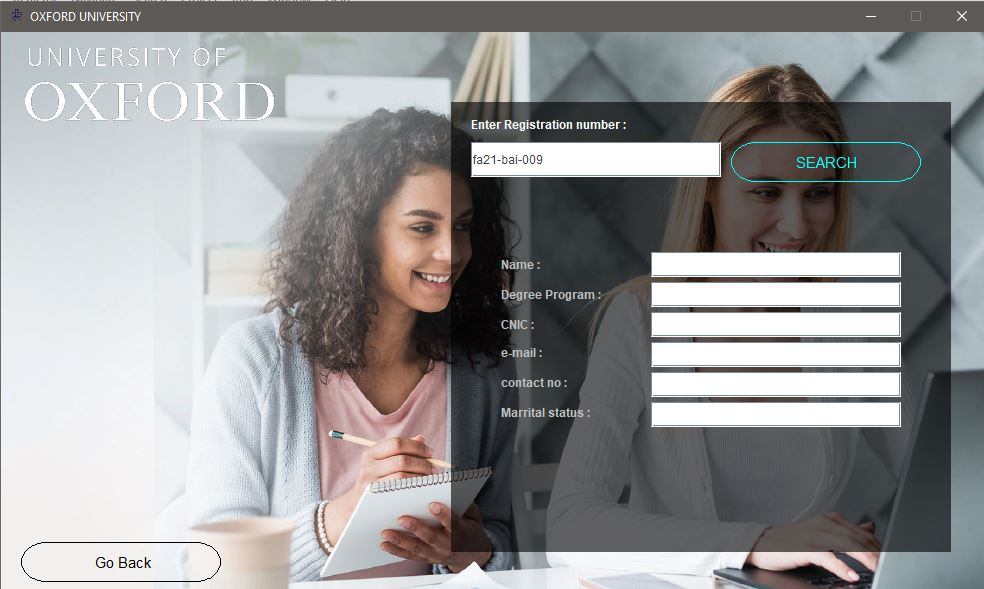 OXFORD UNIVERSITY
UNIVERSITY OF
OXFORD
Enter Registration number :
fa21-bai-009
SEARCH
Name :
Degree Program :
CNIC :
e-mail :
contact no :
Marrital status :
Go Back